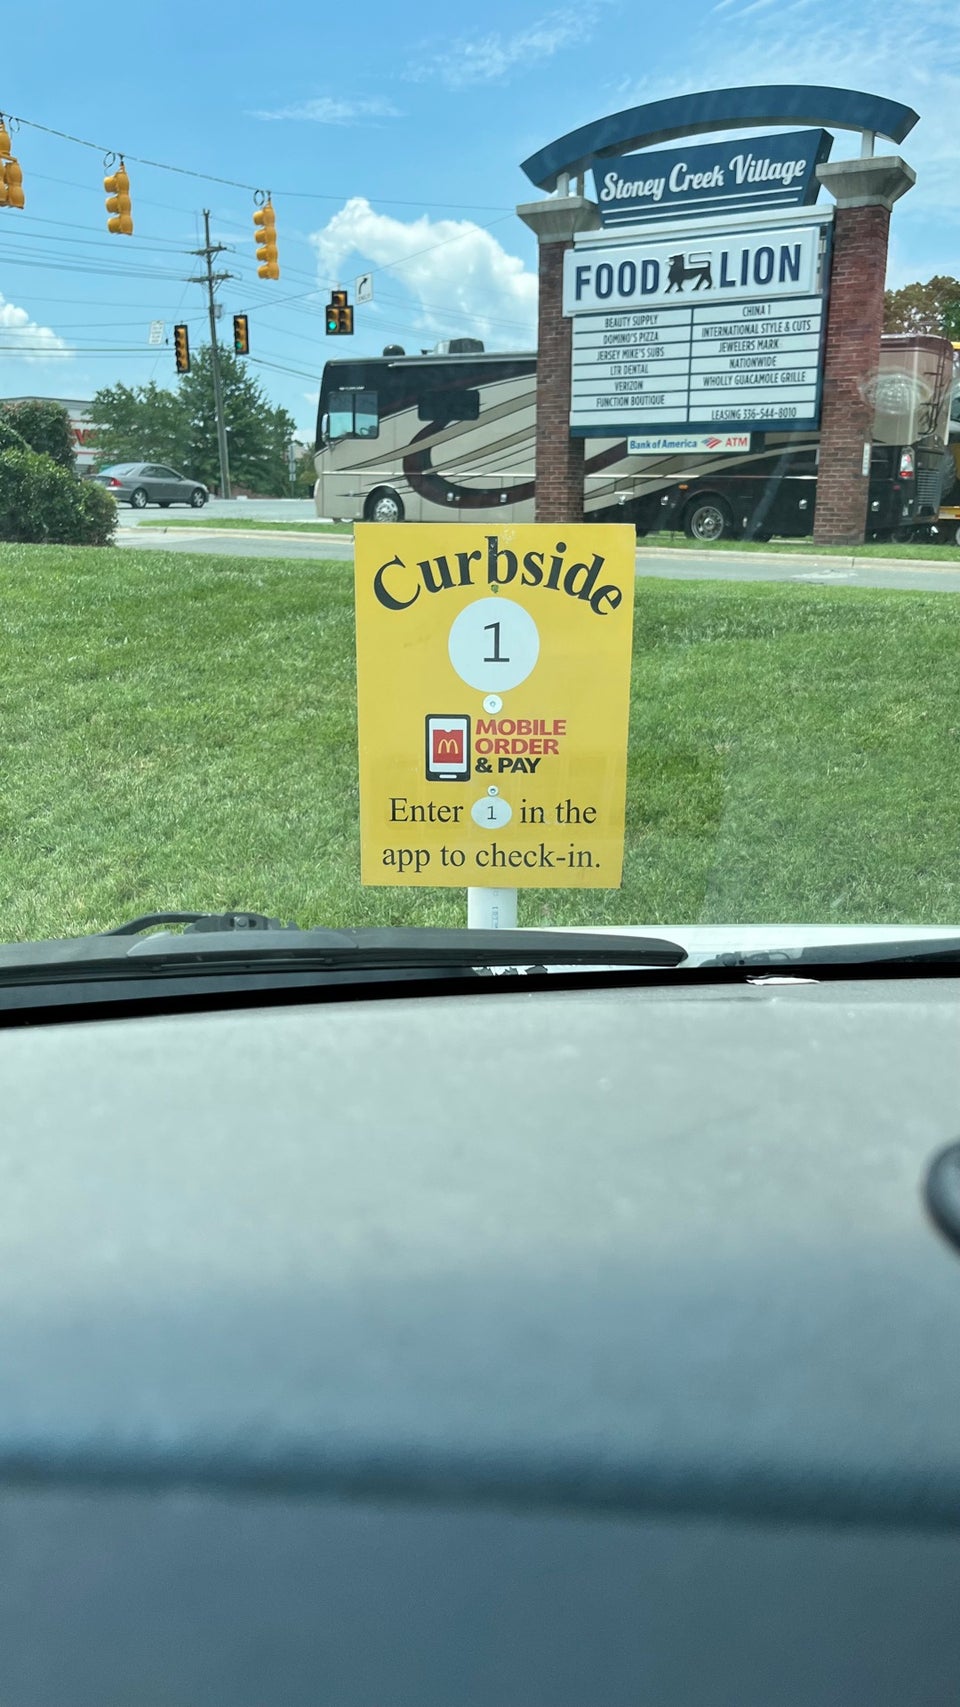 Stoney Creek Village
FOOD LION
BEAUTY SUPPLY
DOMINO'S PIZZA
JERSEY MIKE'S SUBS
LTR DENTAL
VERIZON
FUNCTION BOUTIQUE
CHINA 1
INTERNATIONAL STYLE & CUTS
JEWELERS MARK
NATIONWIDE
WHOLLY GUACAMOLE GRILLE
LEASING 336-544-8010
Bank of America ATM
Curbside
1
MOBILE
ORDER
& PAY
Enter 1 in the
app to check-in.